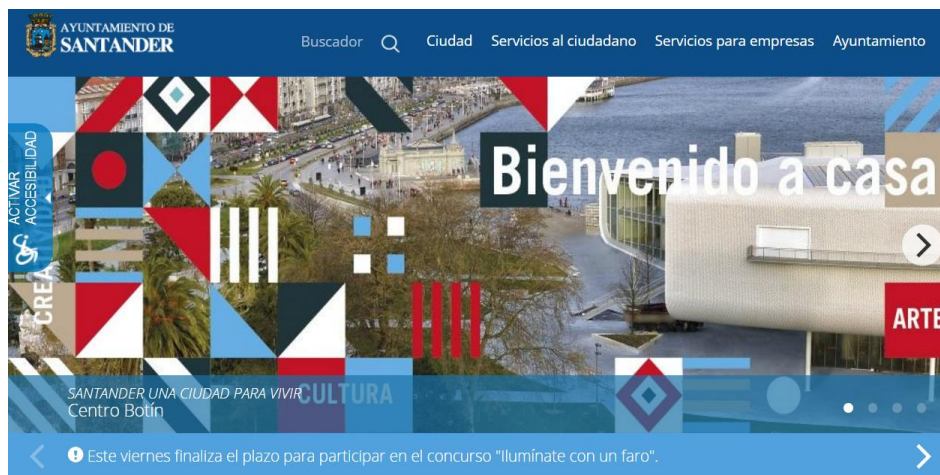 AYUNTAMIENTO DE
SANTANDER
Buscador
Ciudad
Servicios al ciudadano
Servicios para empresas
Ayuntamiento
Bienvenido a casa
ACTIVAR
ACCESIBILIDAD
ARTE
CULTURA
SANTANDER UNA CIUDAD PARA VIVIR
Centro Botín
Este viernes finaliza el plazo para participar en el concurso "Ilumínate con un faro".